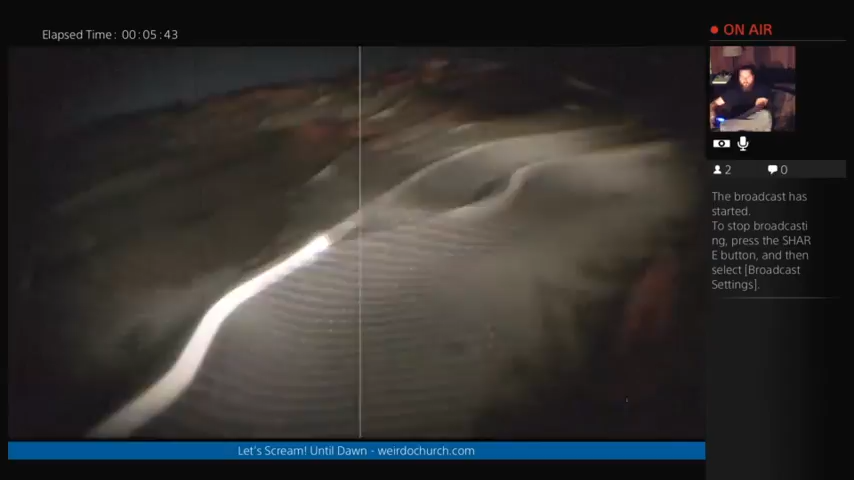 Elapsed Time: 00:05:43
ON AIR
2
0
The broadcast has
started.
To stop broadcasti
ng, press the SHAR
E button, and then
select [Broadcast
Settings].
Let's Scream! Until Dawn - weirdochurch.com